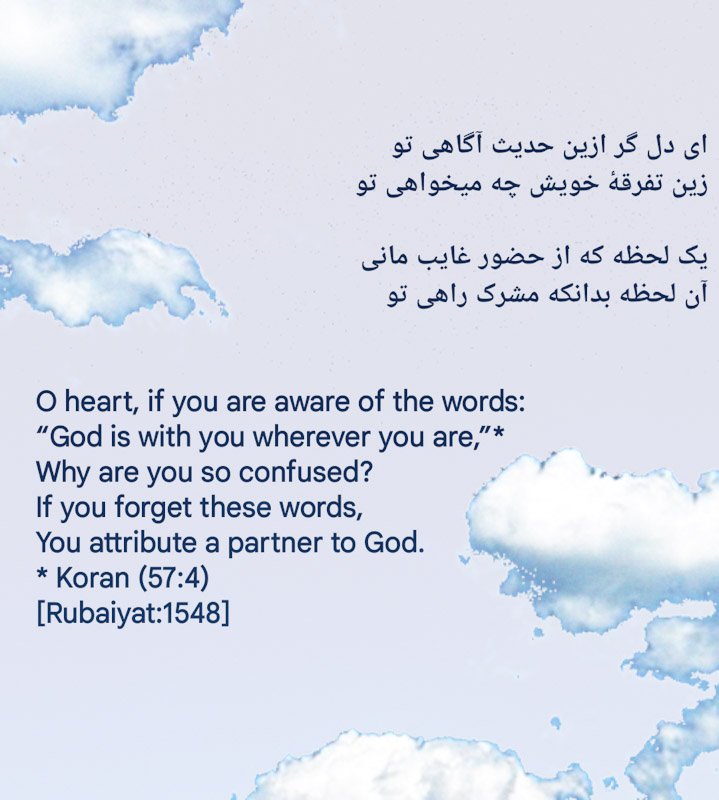 ای دل گر ازین حدیث آگاهی تو
زین تفرقهٔ خویش چه میخواهی تو
یک لحظه که از حضور غایب مانی
آن لحظه بدانکه مشرک راهی تو
O heart, if you are aware of the words:
“God is with you wherever you are,”*
Why are you so confused?
If you forget these words,
You attribute a partner to God.
* Koran (57:4)
[Rubaiyat:1548]